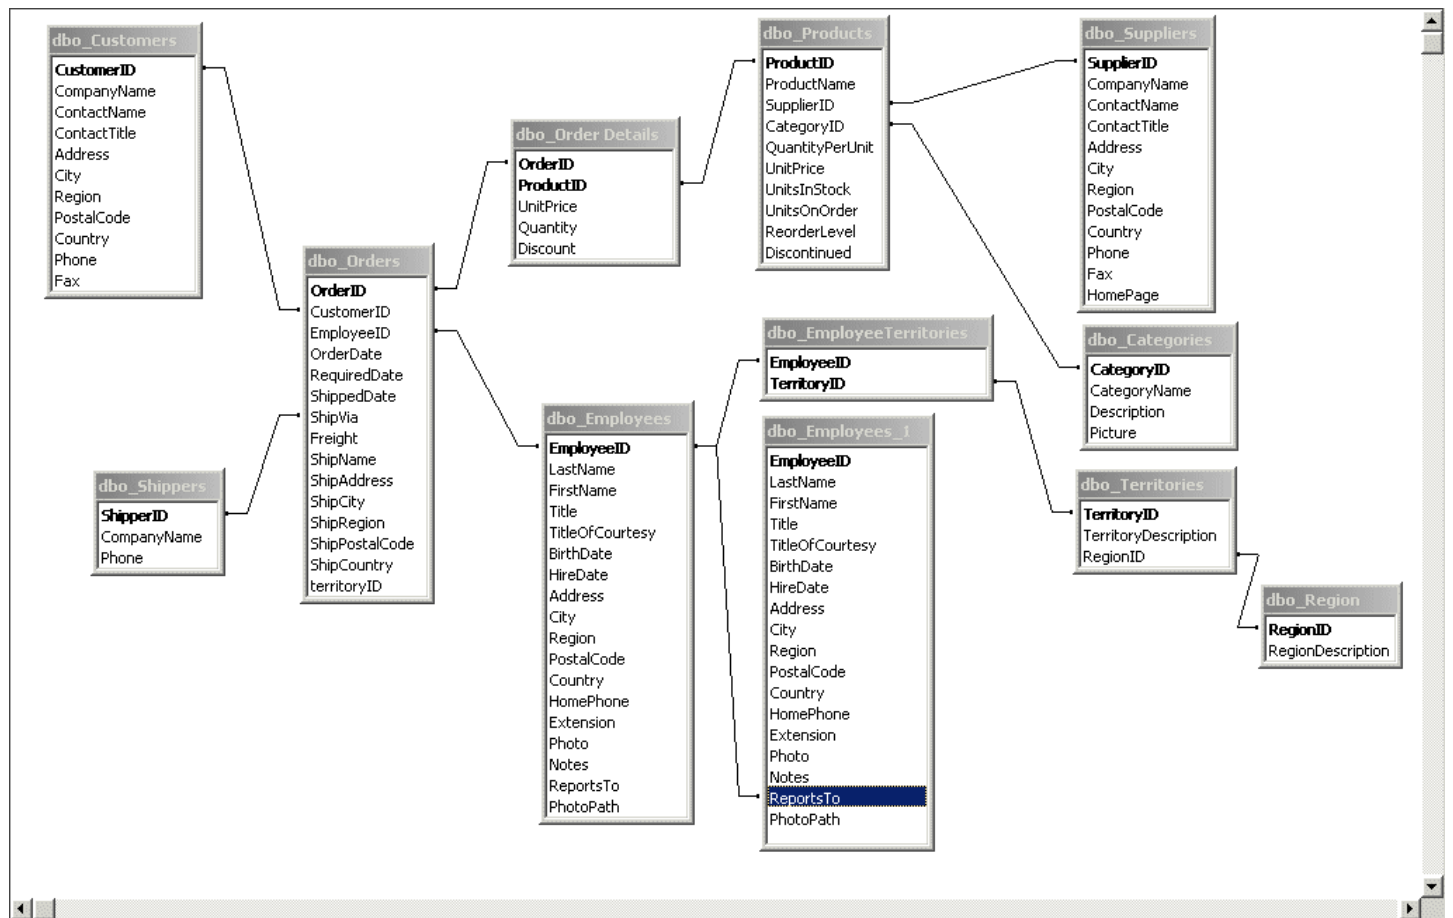 dbo_Customers
CustomerID
CompanyName
ContactName
ContactTitle
Address
City
Region
PostalCode
Country
Phone
Fax
dbo_Shippers
ShipperID
CompanyName
Phone
dbo_Orders
OrderID
CustomerID
EmployeeID
OrderDate
RequiredDate
ShippedDate
ShipVia
Freight
ShipName
ShipAddress
ShipCity
ShipRegion
ShipPostalCode
ShipCountry
territoryID
dbo_Order Details
OrderID
ProductID
UnitPrice
Quantity
Discount
dbo_Employees
EmployeeID
LastName
FirstName
Title
TitleOfCourtesy
BirthDate
HireDate
Address
City
Region
PostalCode
Country
HomePhone
Extension
Photo
Notes
ReportsTo
PhotoPath
dbo_Products
ProductID
ProductName
SupplierID
CategoryID
QuantityPerUnit
UnitPrice
UnitsInStock
UnitsOnOrder
ReorderLevel
Discontinued
dbo_EmployeeTerritories
EmployeeID
TerritoryID
dbo_Employees_1
EmployeeID
LastName
FirstName
Title
TitleOfCourtesy
BirthDate
HireDate
Address
City
Region
PostalCode
Country
HomePhone
Extension
Photo
Notes
ReportsTo
PhotoPath
dbo_Suppliers
SupplierID
CompanyName
ContactName
ContactTitle
Address
City
Region
PostalCode
Country
Phone
Fax
HomePage
dbo_Categories
CategoryID
CategoryName
Description
Picture
dbo_Territories
TerritoryID
TerritoryDescription
RegionID
dbo_Region
RegionID
RegionDescription